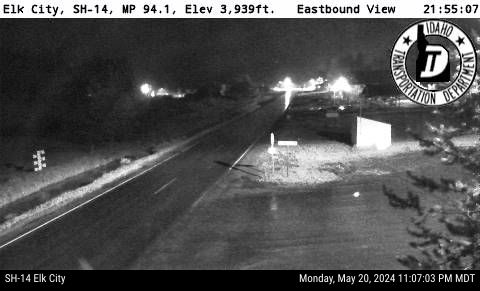 Elk City, SH-14, MP 94.1, Elev 3,939ft. Eastbound View 21:55:07
IDAHO
TRANSPORTATION DEPARTMENT
SH-14 Elk City Monday, May 20, 2024 11:07:03 PM MDT